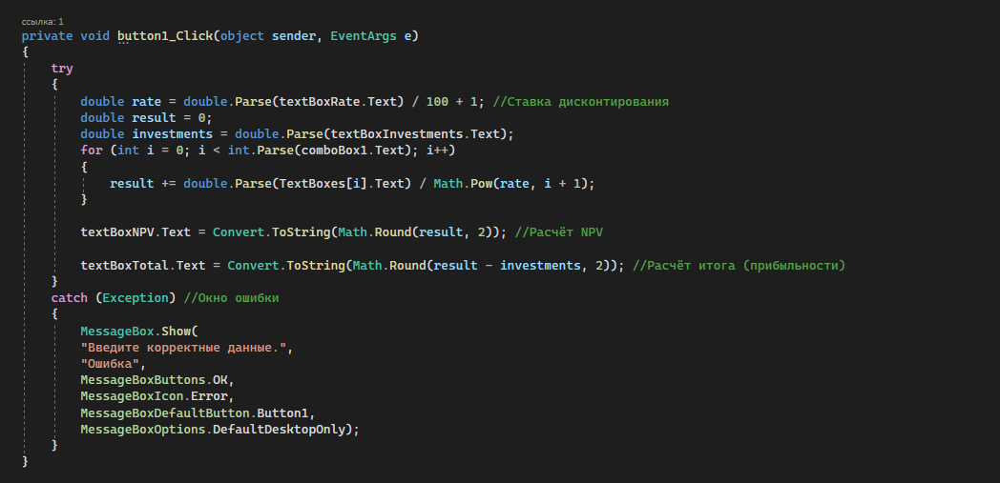 ссылка: 1
private void button1_Click(object sender, EventArgs e)
{
try
{
double rate = double.Parse(textBoxRate.Text) / 100 + 1; //Ставка дисконтирования
double result = 0;
double investments = double.Parse(textBoxInvestments.Text);
for (int i = 0; i < int.Parse(comboBox1.Text); i++)
{
result += double.Parse(TextBoxes[i].Text) / Math.Pow(rate, i + 1);
}
textBoxNPV.Text = Convert.ToString(Math.Round(result, 2)); //Расчёт NPV
textBoxTotal.Text = Convert.ToString(Math.Round(result - investments, 2)); //Расчёт итога (прибыльности)
}
catch (Exception) //Окно ошибки
{
MessageBox.Show(
"Введите корректные данные.",
"Ошибка",
MessageBoxButtons.OK,
MessageBoxIcon.Error,
MessageBoxDefaultButton.Button1,
MessageBoxOptions.DefaultDesktopOnly);
}
}